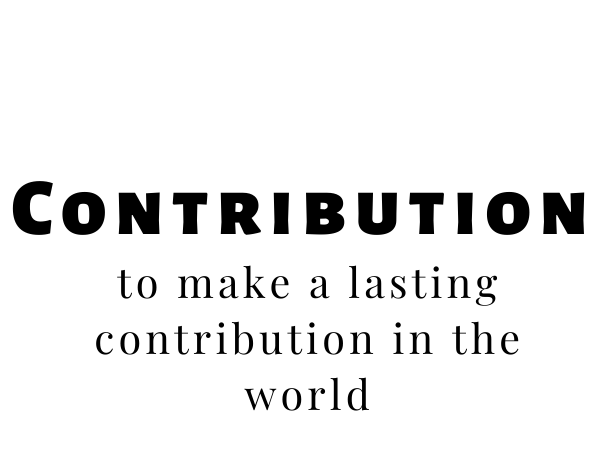 Contribution
to make a lasting
contribution in the
world